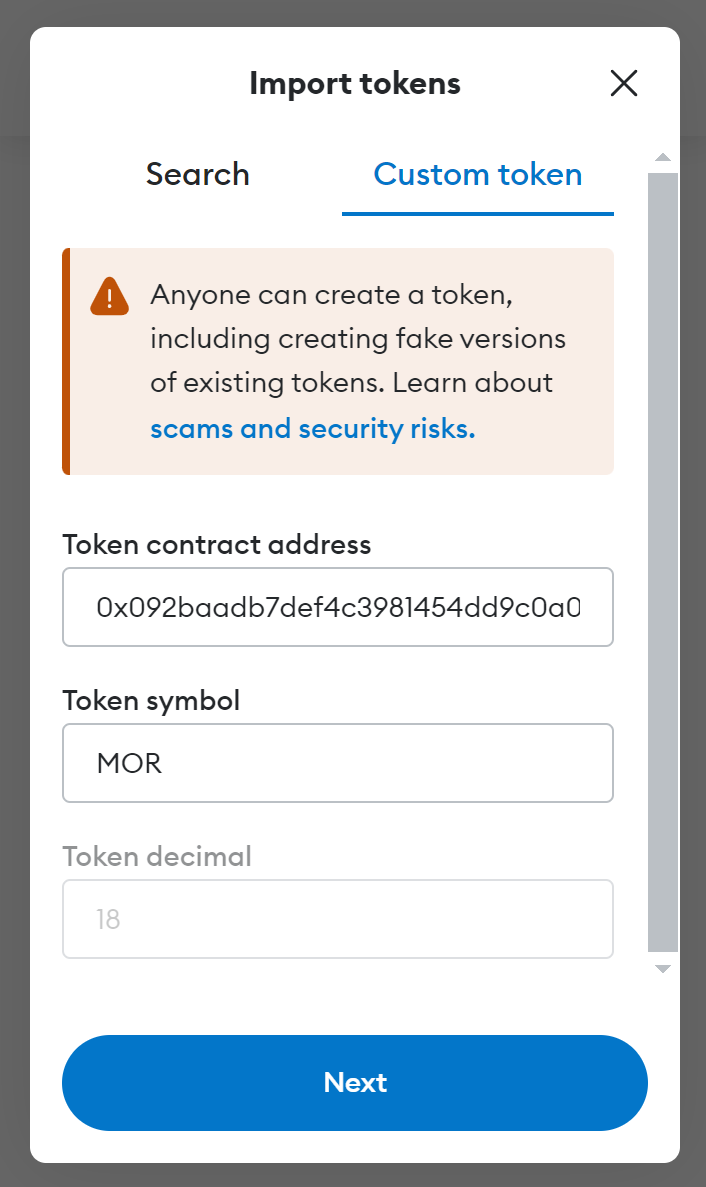 Import tokens
Search
Custom token
Anyone can create a token,
including creating fake versions
of existing tokens. Learn about
scams and security risks.
Token contract address
0x092baadb7def4c3981454dd9c0a0
Token symbol
MOR
Token decimal
18
Next